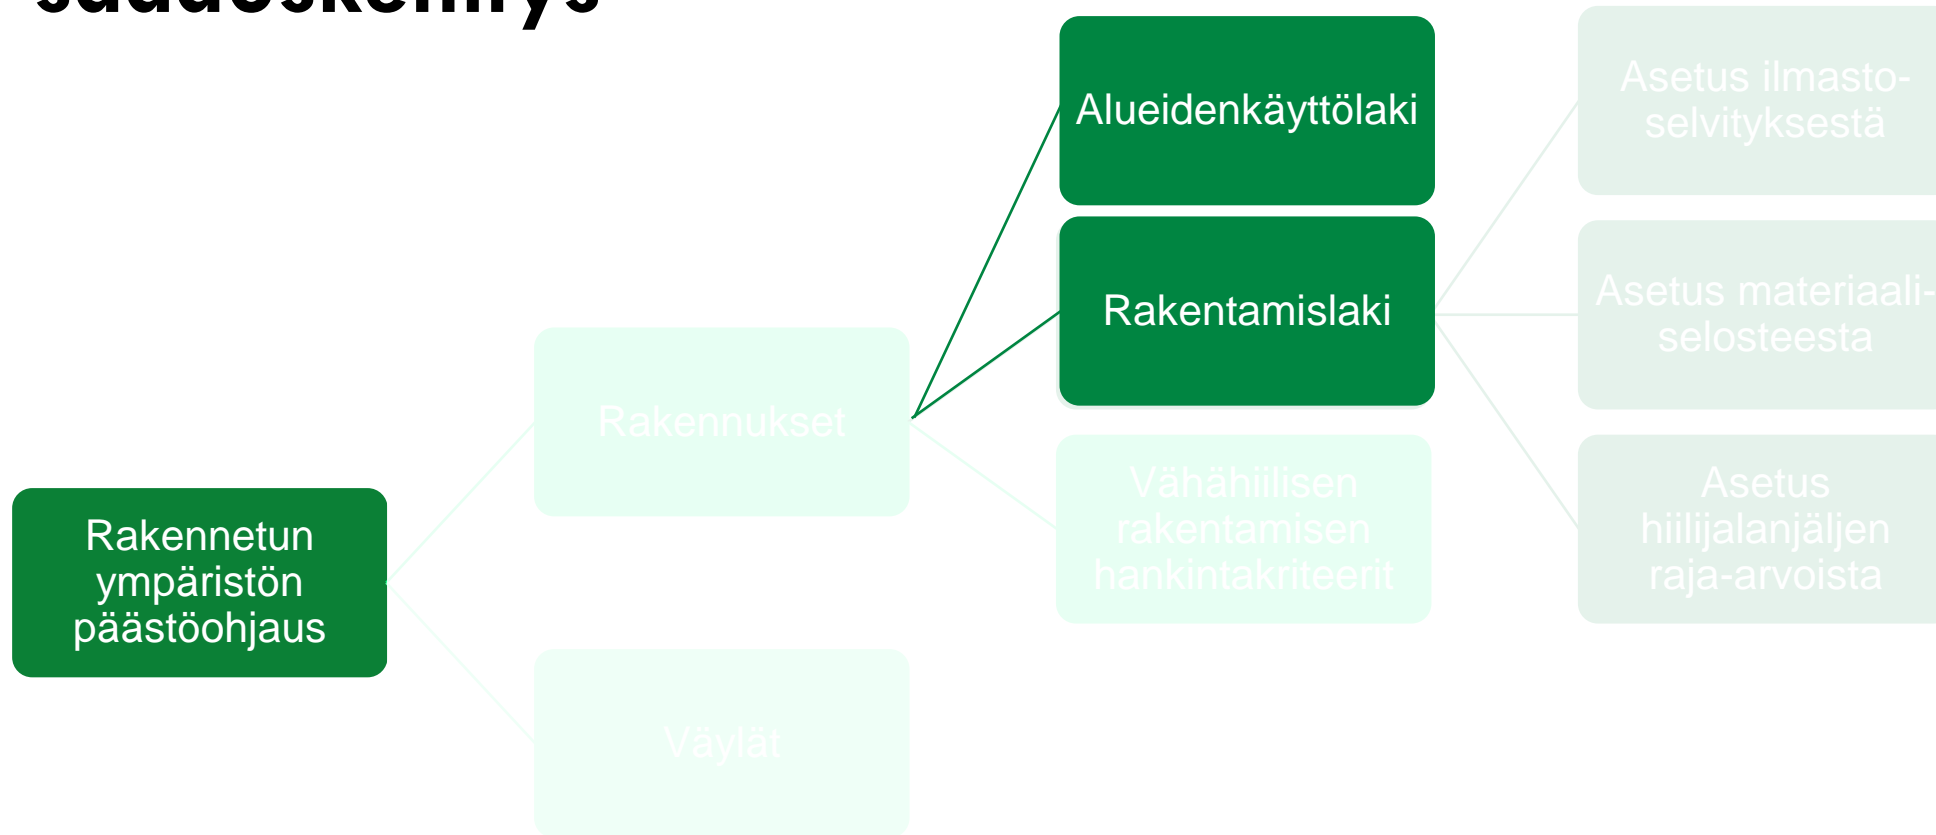 säädöskehitys
Alueidenkäyttölaki
Asetus ilmasto-
selvityksestä
Rakentamislaki
Asetus materiaali-
selosteesta
Rakennukset
Vähähiilisen
rakentamisen
hankintakriteerit
Asetus
hiilijalanjäljen
raja-arvoista
Rakennetun
ympäristön
päästöohjaus
Väylät